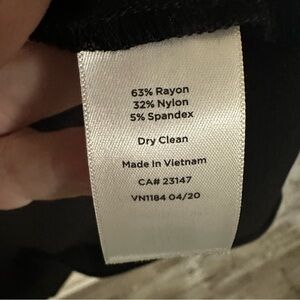 63% Rayon
32% Nylon
5% Spandex
Dry Clean
Made In Vietnam
CA# 23147
VN1184 04/20